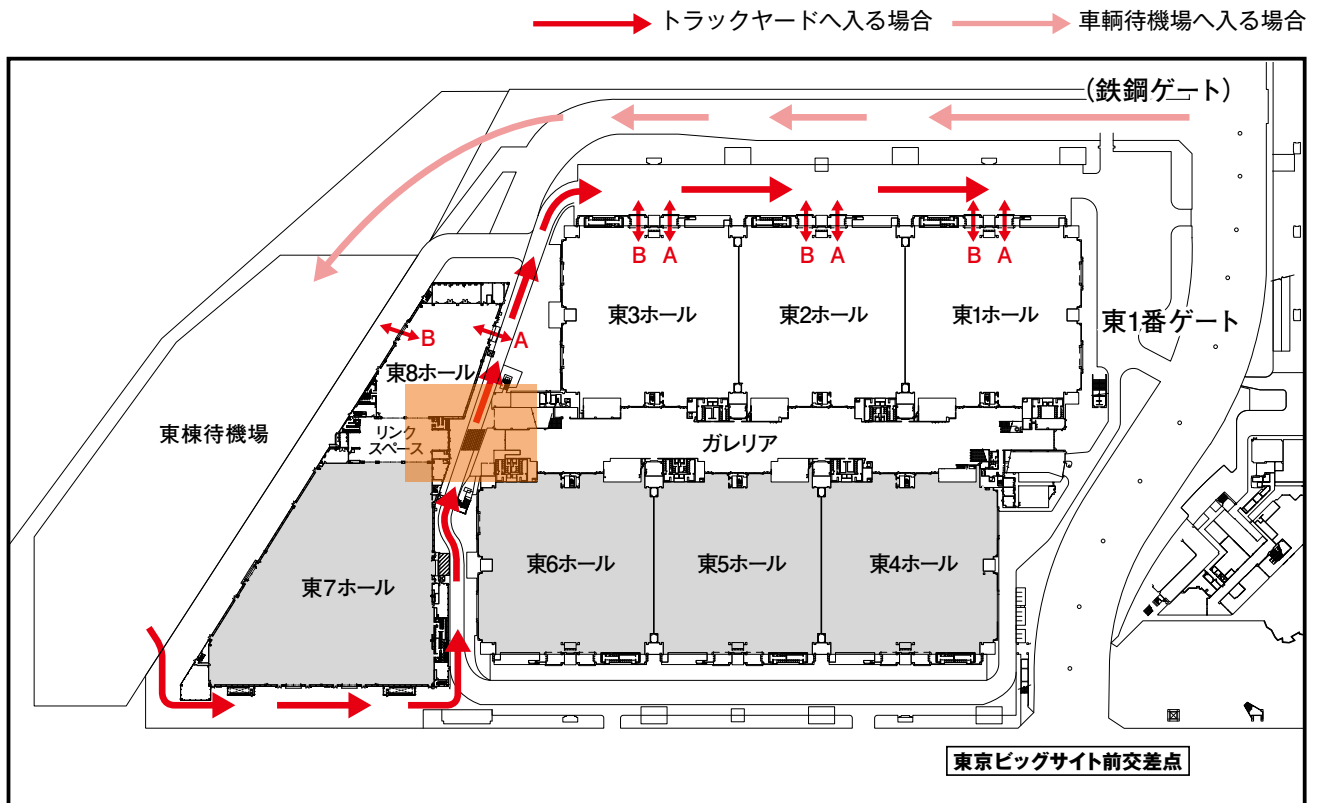 トラックヤードへ入る場合
車輌待機場へ入る場合
(鉄鋼ゲート)
B A
B A
B A
東3ホール
東2ホール
東1ホール
東1番ゲート
B
A
東8ホール
東棟待機場
リンク
スペース
ガレリア
東7ホール
東6ホール
東5ホール
東4ホール
東京ビッグサイト前交差点